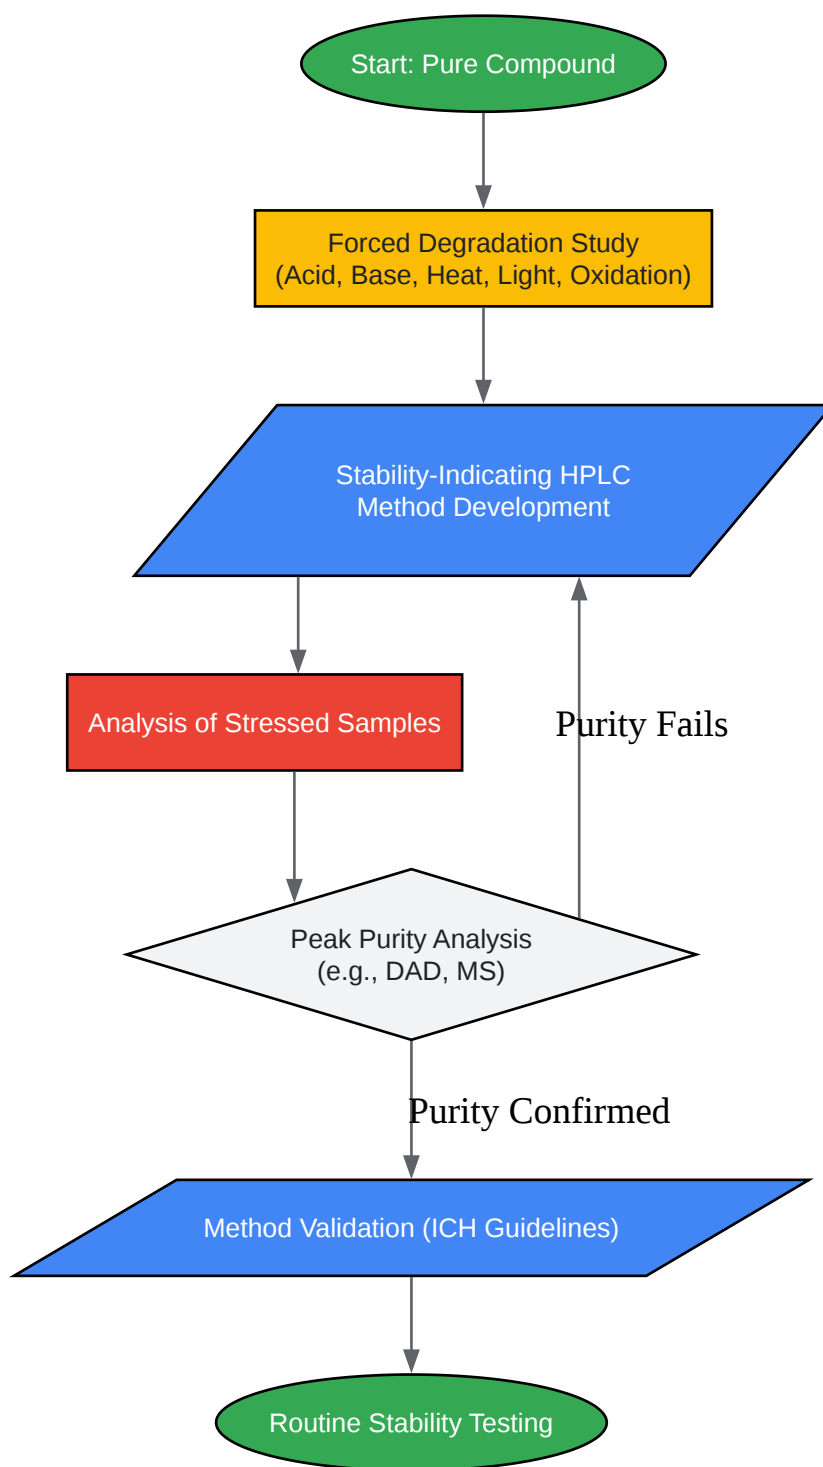 Start: Pure Compound
Forced Degradation Study
(Acid, Base, Heat, Light, Oxidation)
Stability-Indicating HPLC
Method Development
Analysis of Stressed Samples
Purity Fails
Peak Purity Analysis
(e.g., DAD, MS)
Purity Confirmed
Method Validation (ICH Guidelines)
Routine Stability Testing